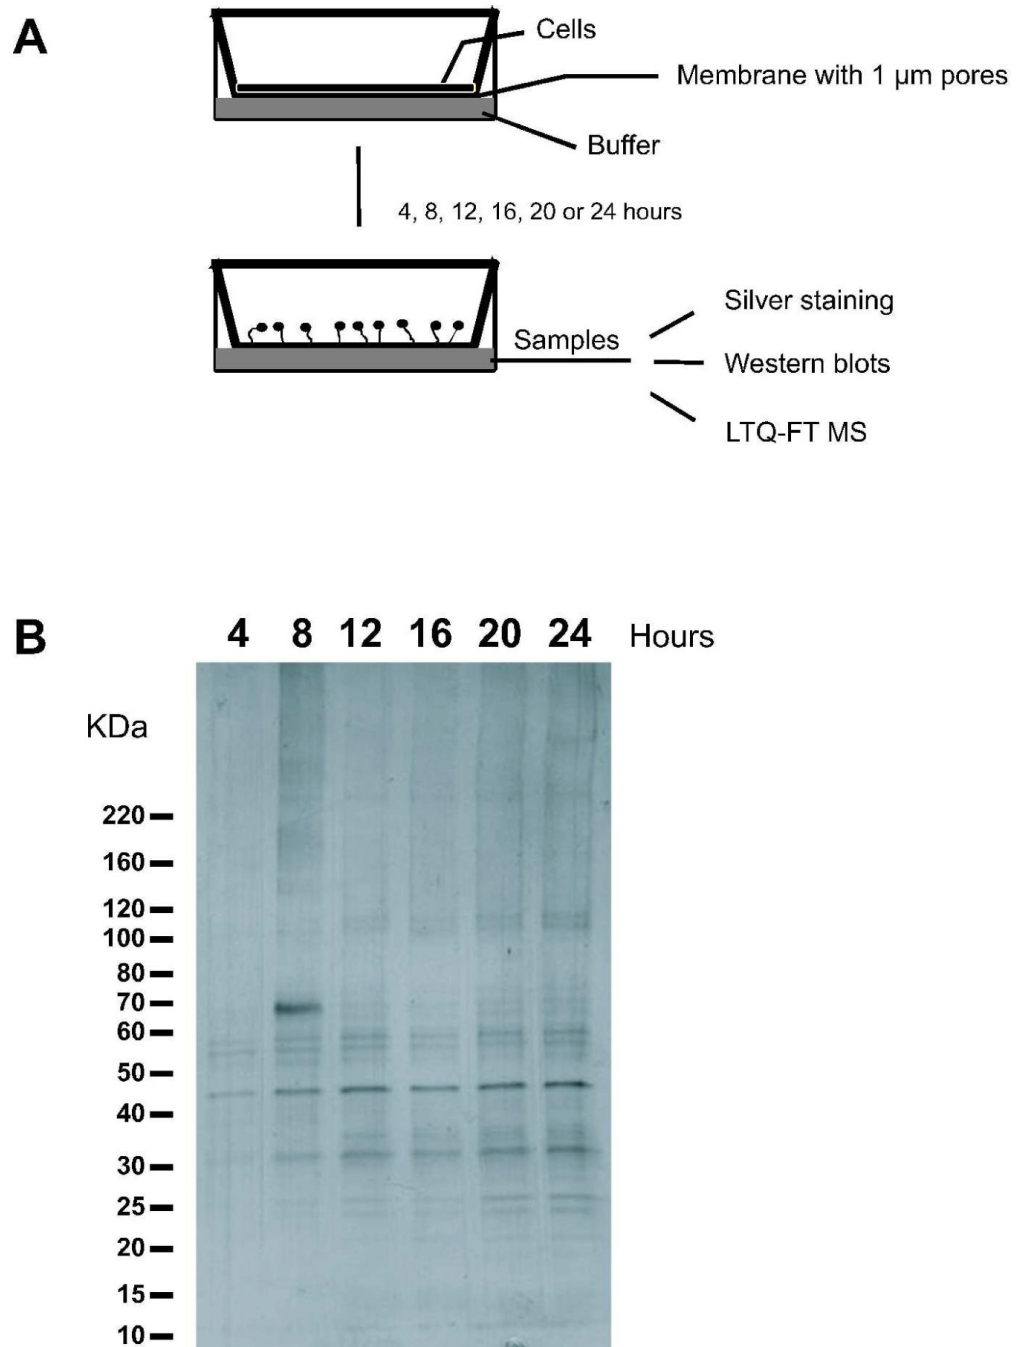 A
Cells
Membrane with 1 µm pores
Buffer
4, 8, 12, 16, 20 or 24 hours
Silver staining
Samples
Western blots
LTQ-FT MS
B
4 8 12 16 20 24 Hours
KDa
220
160
120
100
80
70
60
50
40
30
25
20
15
10